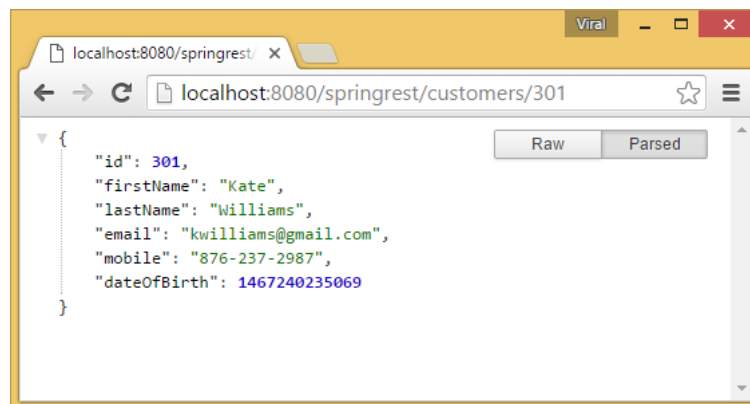 Viral
localhost:8080/springrest/
localhost:8080/springrest/customers/301
Raw Parsed
{
"id": 301,
"firstName": "Kate",
"lastName": "Williams",
"email": "kwilliams@gmail.com",
"mobile": "876-237-2987",
"dateOfBirth": 1467240235069
}